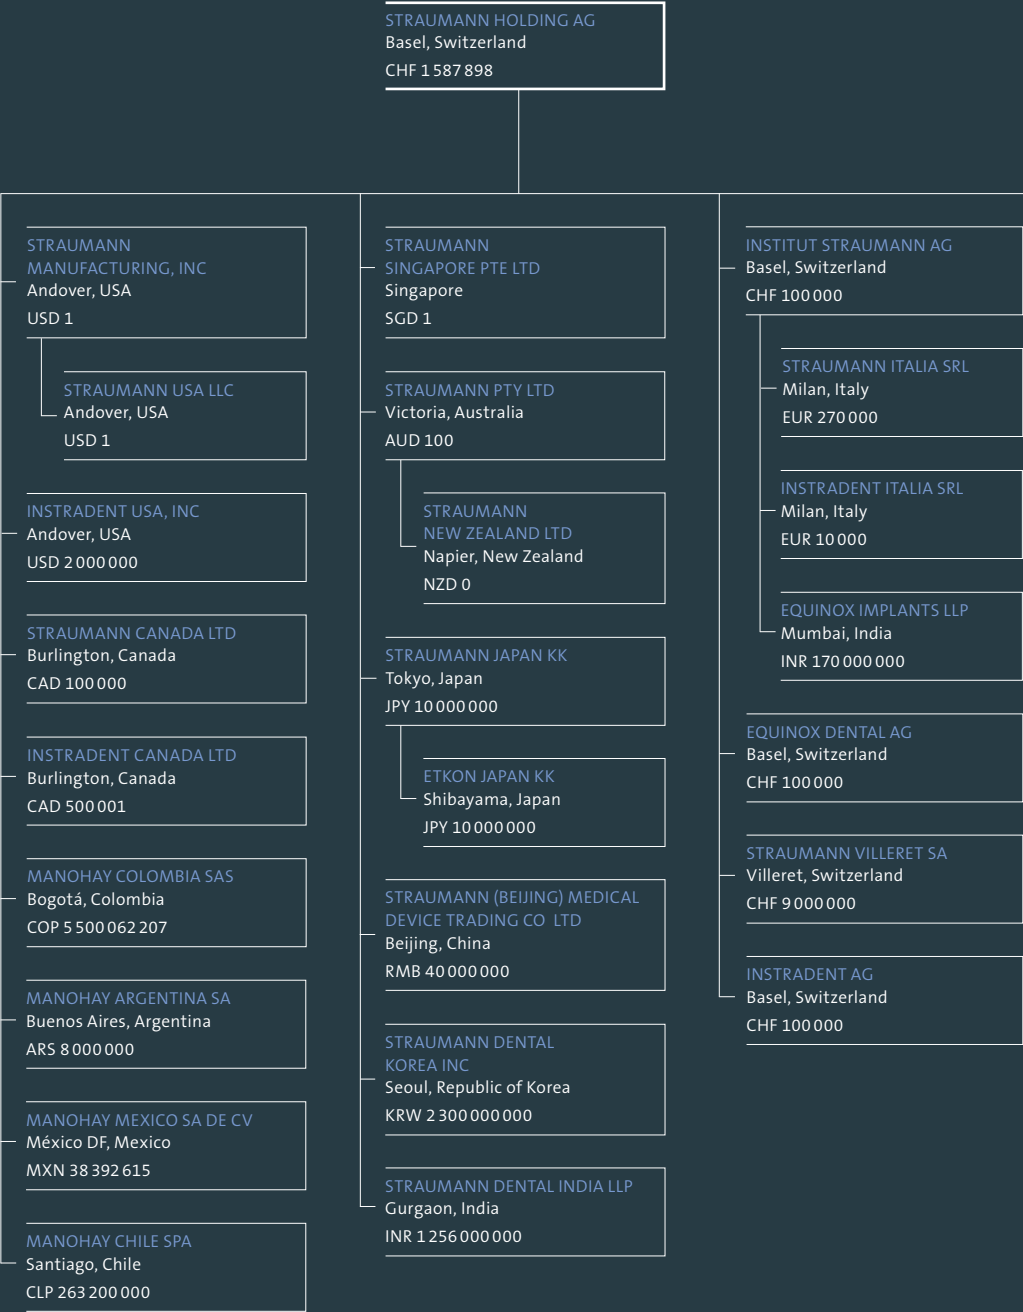 STRAUMANN HOLDING AG
Basel, Switzerland
CHF 1 587 898
STRAUMANN
MANUFACTURING, INC
Andover, USA
USD 1
STRAUMANN USA LLC
Andover, USA
USD 1
INSTRADENT USA, INC
Andover, USA
USD 2 000 000
STRAUMANN CANADA LTD
Burlington, Canada
CAD 100 000
INSTRADENT CANADA LTD
Burlington, Canada
CAD 500 001
MANOHAY COLOMBIA SAS
Bogotá, Colombia
COP 5 500 062 207
MANOHAY ARGENTINA SA
Buenos Aires, Argentina
ARS 8 000 000
MANOHAY MEXICO SA DE CV
México DF, Mexico
MXN 38 392 615
MANOHAY CHILE SPA
Santiago, Chile
CLP 263 200 000
STRAUMANN
SINGAPORE PTE LTD
Singapore
SGD 1
STRAUMANN PTY LTD
Victoria, Australia
AUD 100
STRAUMANN
NEW ZEALAND LTD
Napier, New Zealand
NZD 0
STRAUMANN JAPAN KK
Tokyo, Japan
JPY 10 000 000
ETKON JAPAN KK
Shibayama, Japan
JPY 10 000 000
STRAUMANN (BEIJING) MEDICAL
DEVICE TRADING CO LTD
Beijing, China
RMB 40 000 000
STRAUMANN DENTAL
KOREA INC
Seoul, Republic of Korea
KRW 2 300 000 000
STRAUMANN DENTAL INDIA LLP
Gurgaon, India
INR 1 256 000 000
INSTITUT STRAUMANN AG
Basel, Switzerland
CHF 100 000
STRAUMANN ITALIA SRL
Milan, Italy
EUR 270 000
INSTRADENT ITALIA SRL
Milan, Italy
EUR 10 000
EQUINOX IMPLANTS LLP
Mumbai, India
INR 170 000 000
EQUINOX DENTAL AG
Basel, Switzerland
CHF 100 000
STRAUMANN VILLERET SA
Villeret, Switzerland
CHF 9 000 000
INSTRADENT AG
Basel, Switzerland
CHF 100 000